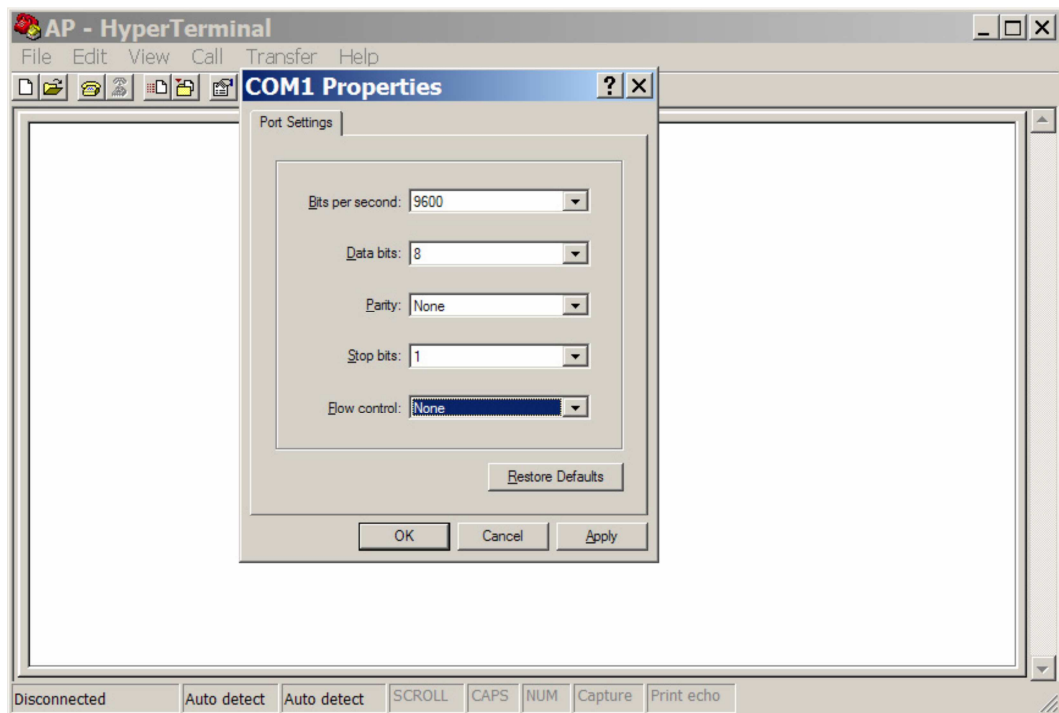 AP - HyperTerminal
File Edit View Call Transfer Help
COM1 Properties
Port Settings
Bits per second: 9600
Data bits: 8
Parity: None
Stop bits: 1
Flow control: None
Restore Defaults
OK Cancel Apply
Disconnected Auto detect Auto detect SCROLL CAPS NUM Capture Print echo